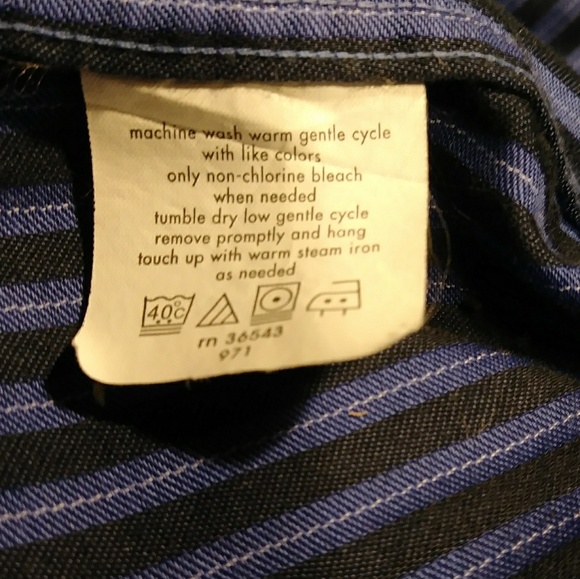 machine wash warm gentle cycle
with like colors
only non-chlorine bleach
when needed
tumble dry low gentle cycle
remove promptly and hang
touch up with warm steam iron
as needed
40°C
rn 36543
971